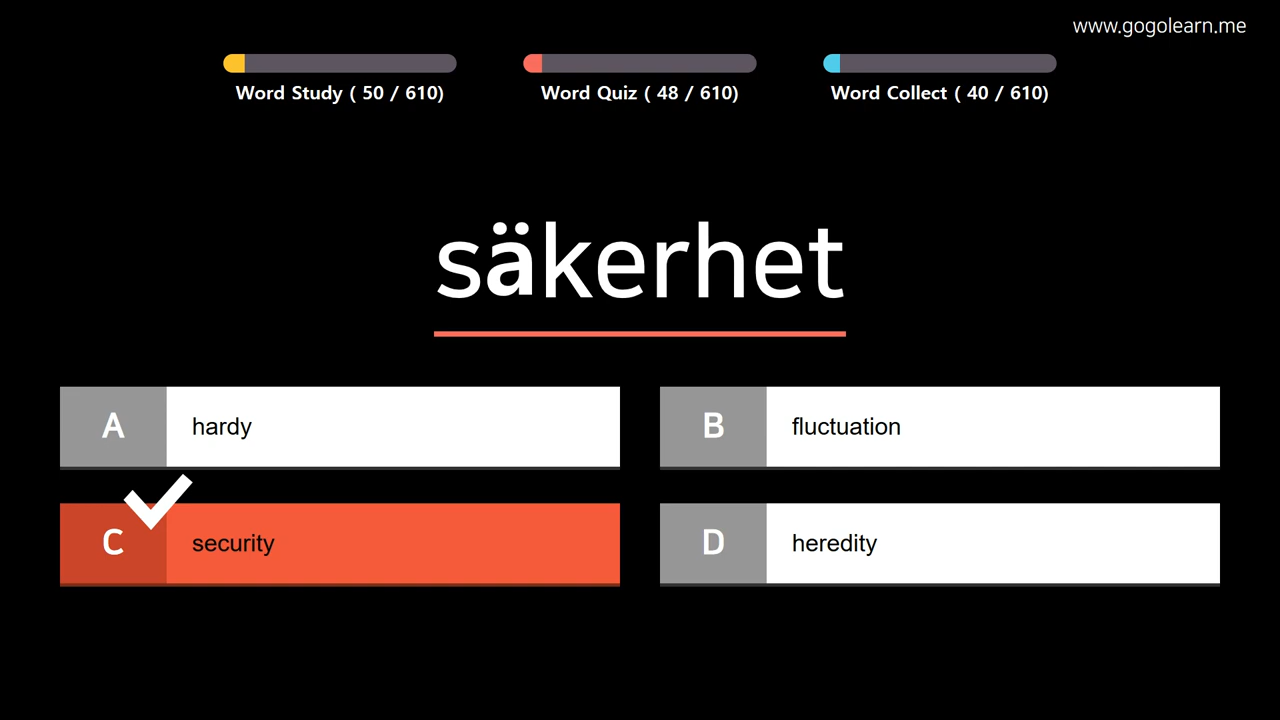 www.gogolearn.me
Word Study ( 50 / 610)
Word Quiz ( 48 / 610)
Word Collect ( 40 / 610)
säkerhet
A hardy
B fluctuation
C security
D heredity